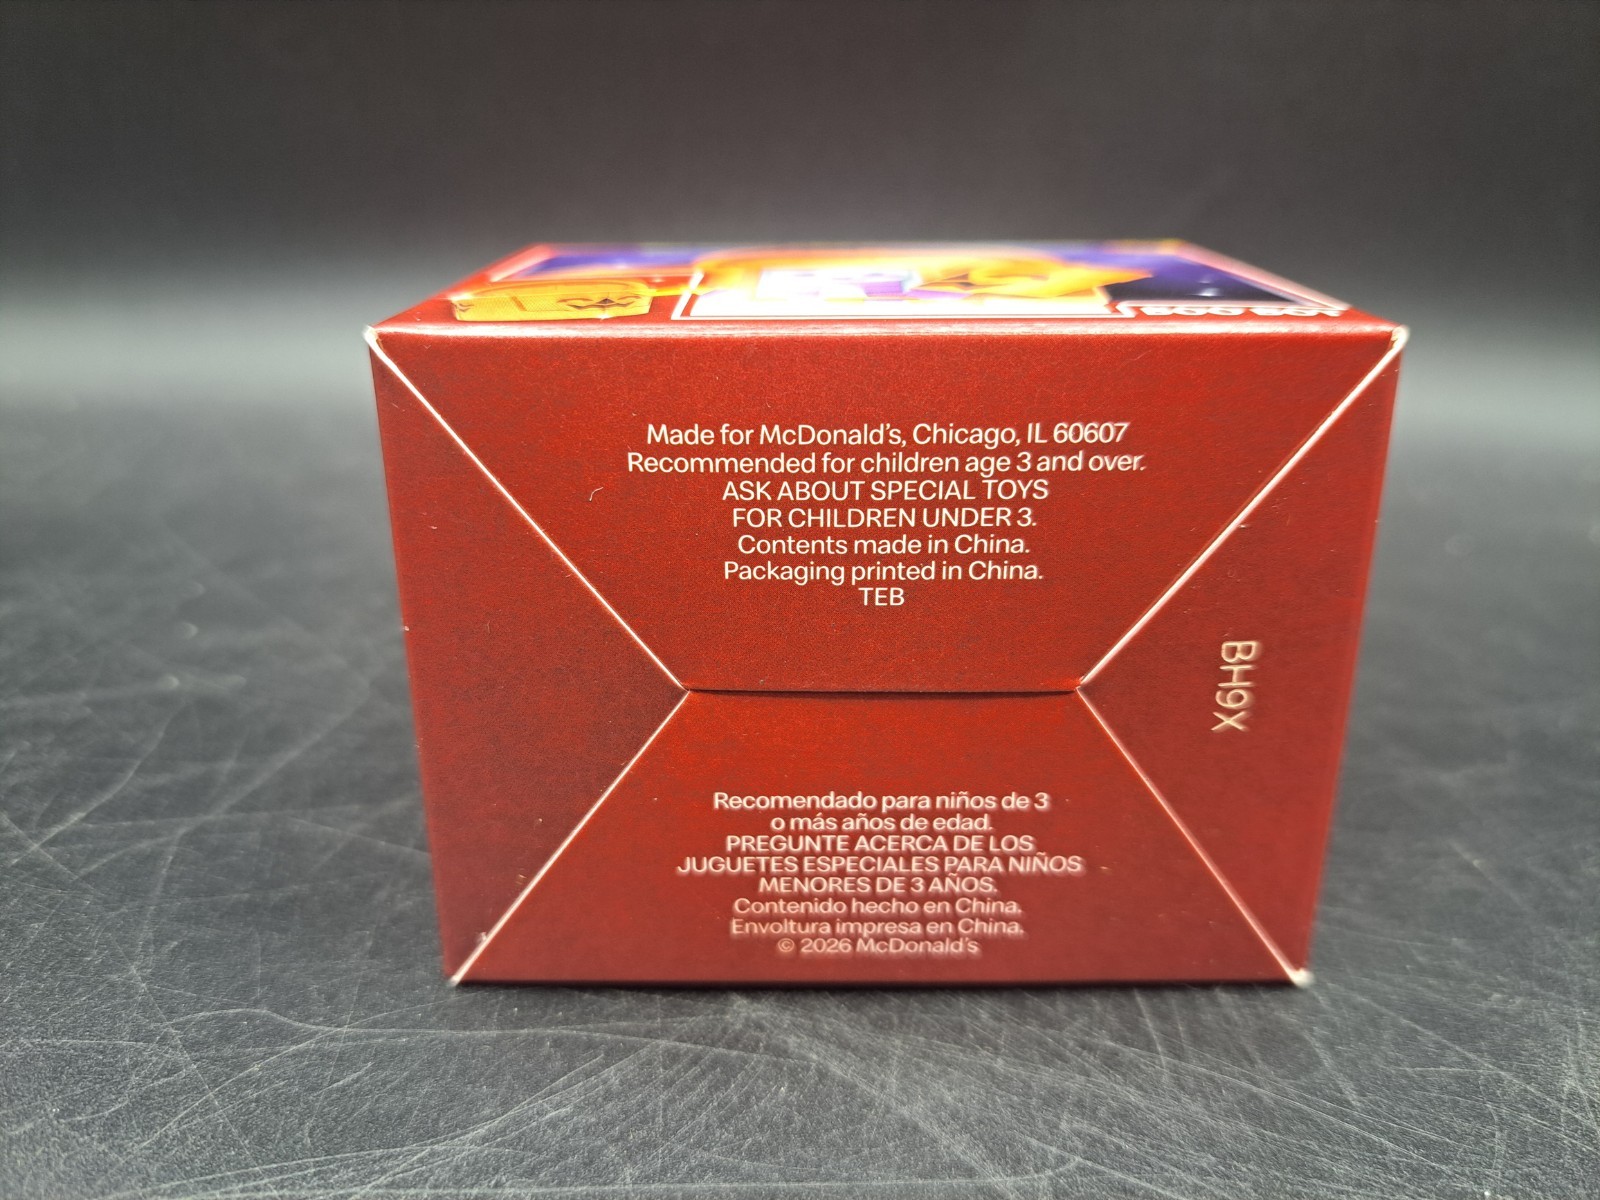 Made for McDonald's, Chicago, IL 60607
Recommended for children age 3 and over.
ASK ABOUT SPECIAL TOYS
FOR CHILDREN UNDER 3.
Contents made in China.
Packaging printed in China.
TEB
BH9X
Recomendado para niños de 3
o más años de edad.
PREGUNTE ACERCA DE LOS
JUGUETES ESPECIALES PARA NIÑOS
MENORES DE 3 AÑOS.
Contenido hecho en China.
Envoltura impresa en China.
© 2026 McDonald's